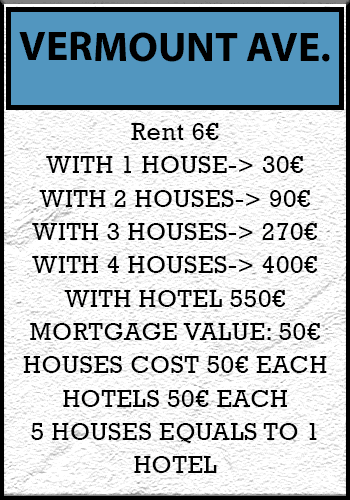 VERMOUNT AVE.
Rent 6€
WITH 1 HOUSE-> 30€
WITH 2 HOUSES-> 90€
WITH 3 HOUSES-> 270€
WITH 4 HOUSES-> 400€
WITH HOTEL 550€
MORTGAGE VALUE: 50€
HOUSES COST 50€ EACH
HOTELS 50€ EACH
5 HOUSES EQUALS TO 1
HOTEL